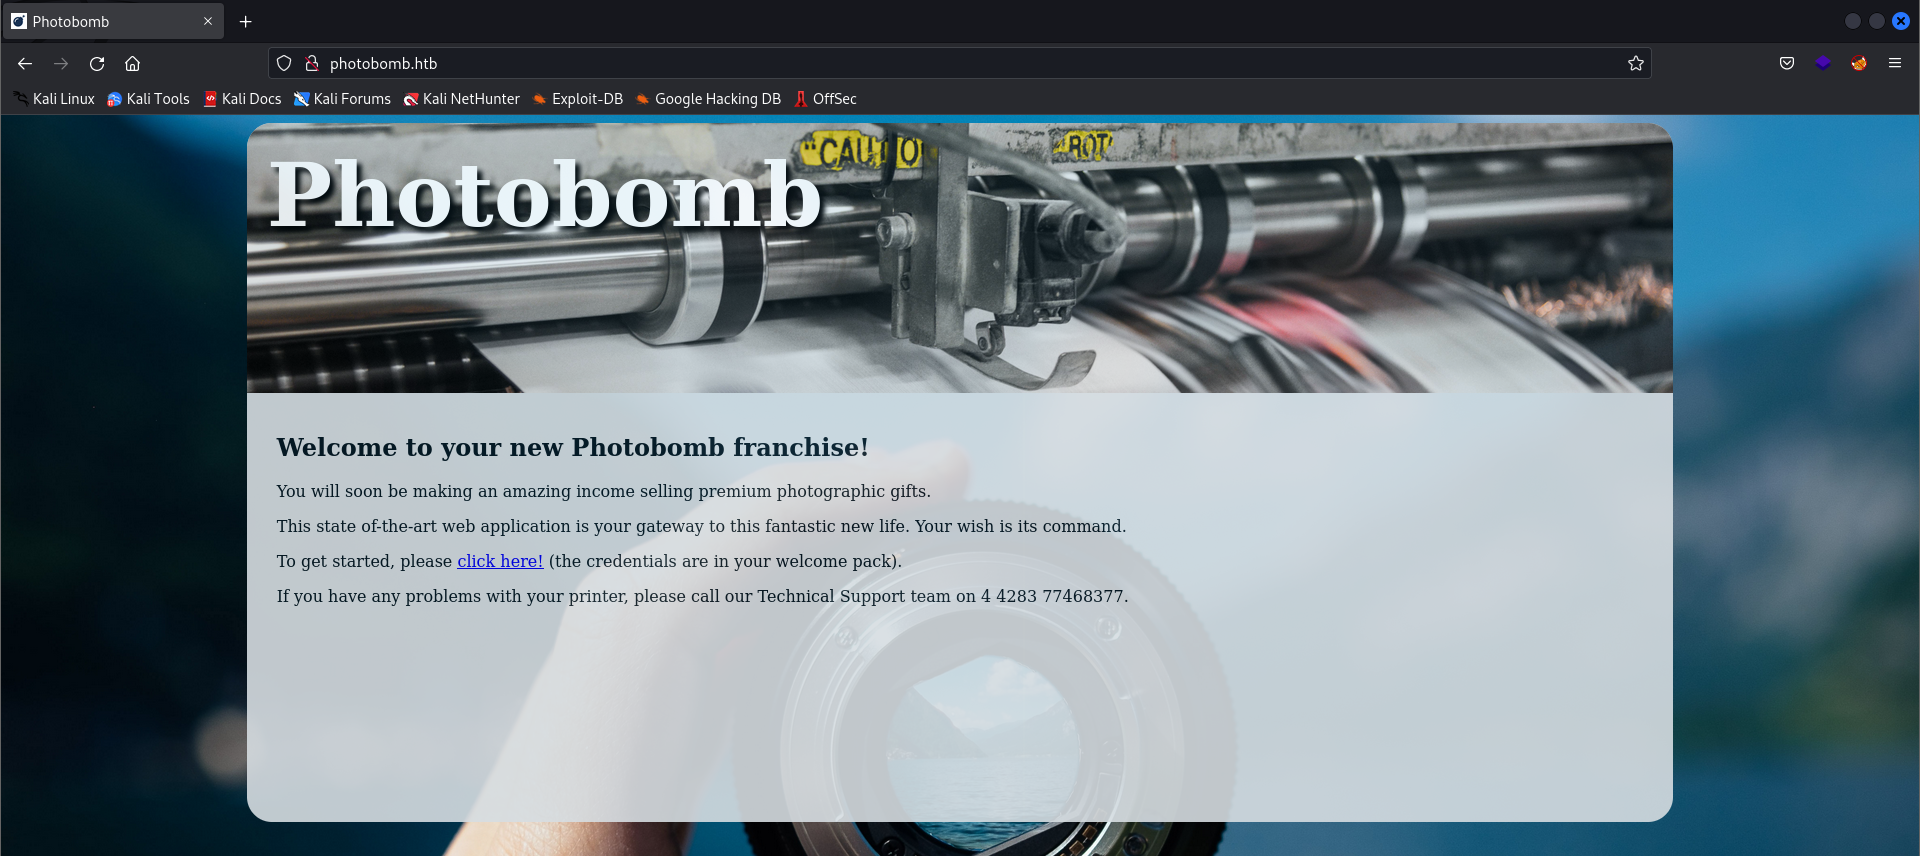 Photobomb
photobomb.htb
Kali Linux Kali Tools Kali Docs Kali Forums Kali NetHunter Exploit-DB Google Hacking DB OffSec
"CAUTIO
ROT
Photobomb
Welcome to your new Photobomb franchise!
You will soon be making an amazing income selling premium photographic gifts.
This state of-the-art web application is your gateway to this fantastic new life. Your wish is its command.
To get started, please click here! (the credentials are in your welcome pack).
If you have any problems with your printer, please call our Technical Support team on 4 4283 77468377.